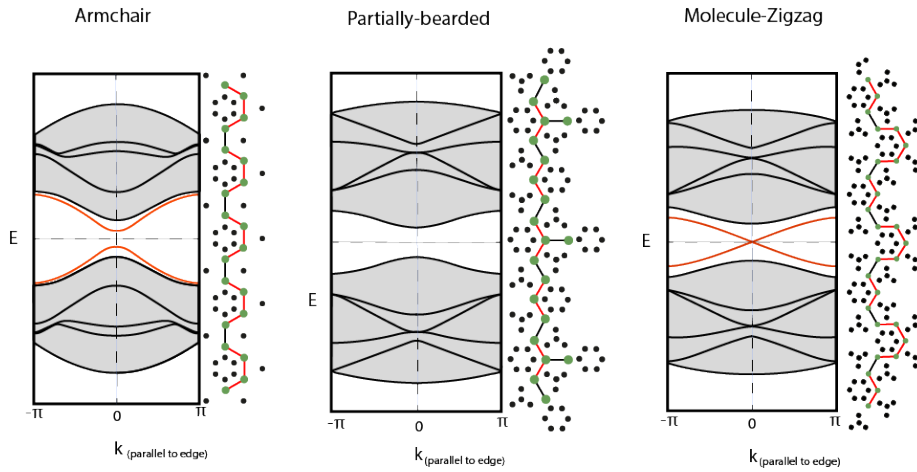 Armchair
Partially-bearded
Molecule-Zigzag
E
E
E
-π
0
π
-π
0
π
-π
0
π
k (parallel to edge)
k (parallel to edge)
k (parallel to edge)